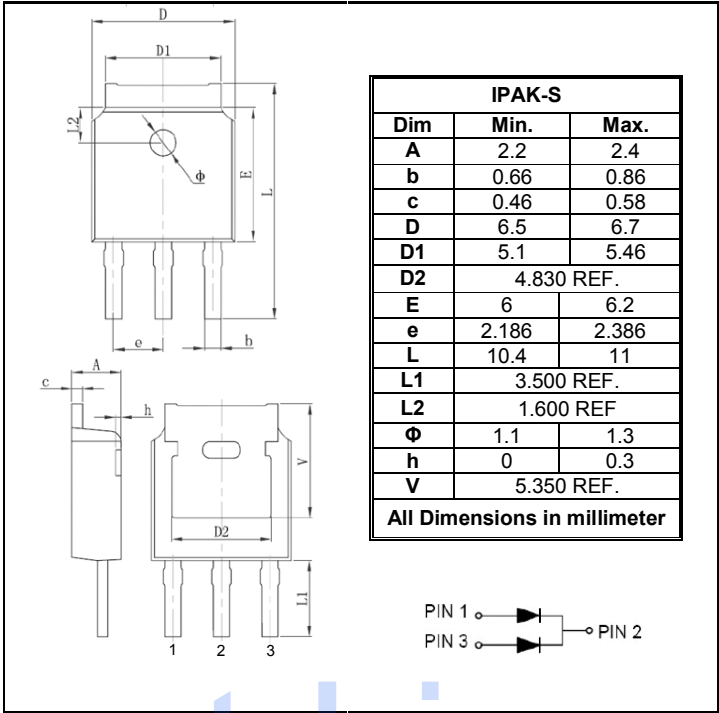 D
D1
L2
Φ
E
L
e
b
A
c
h
V
D2
L1
1 2 3
IPAK-S
Dim Min. Max.
A 2.2 2.4
b 0.66 0.86
c 0.46 0.58
D 6.5 6.7
D1 5.1 5.46
D2 4.830 REF.
E 6 6.2
e 2.186 2.386
L 10.4 11
L1 3.500 REF.
L2 1.600 REF
Φ 1.1 1.3
h 0 0.3
V 5.350 REF.
All Dimensions in millimeter
PIN 1
PIN 3
PIN 2